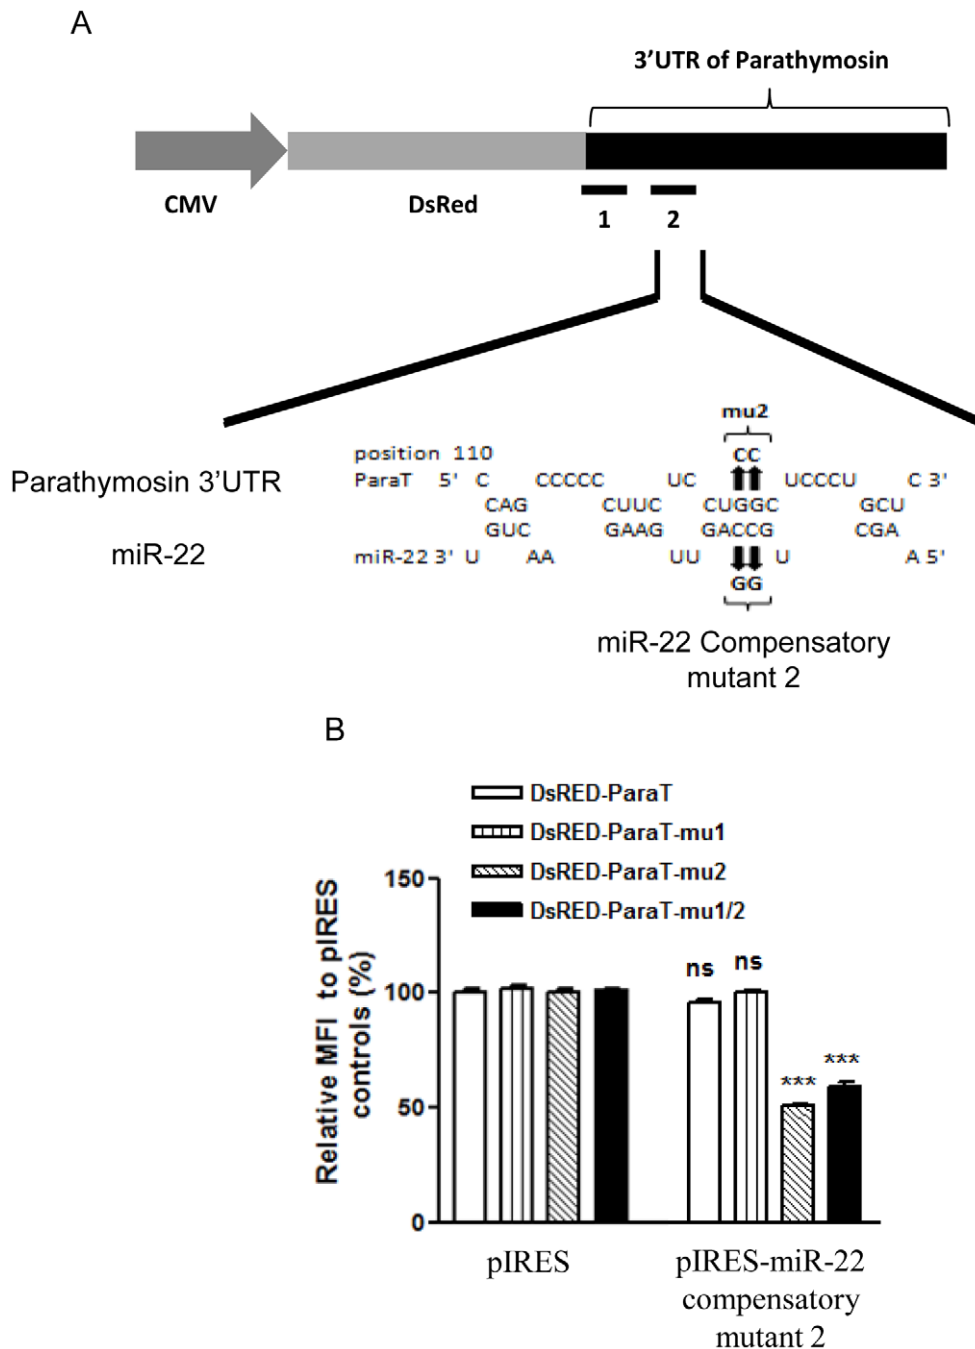 A
3'UTR of Parathymosin
CMV
DsRed
1
2
mu2
position 110
CC
Parathymosin 3'UTR
ParaT 5' C CCCCC UC UCCCU C 3'
CAG CUUC CUGGC GCU
GUC GAAG GACCG CGA
miR-22
miR-22 3' U AA UU U A 5'
GG
miR-22 Compensatory
mutant 2
B
DsRED-ParaT
DsRED-ParaT-mu1
DsRED-ParaT-mu2
DsRED-ParaT-mu1/2
Relative MFI to pIRES
controls (%)
150
100
50
0
ns
ns
***
***
pIRES
pIRES-miR-22
compensatory
mutant 2